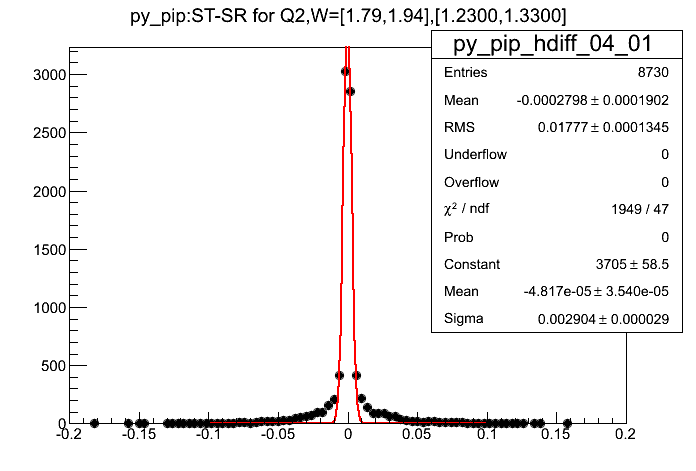 py_pip:ST-SR for Q2,W=[1.79,1.94],[1.2300,1.3300]
py_pip_hdiff_04_01
Entries 8730
Mean -0.0002798 ± 0.0001902
RMS 0.01777 ± 0.0001345
Underflow 0
Overflow 0
χ² / ndf 1949 / 47
Prob 0
Constant 3705 ± 58.5
Mean -4.817e-05 ± 3.540e-05
Sigma 0.002904 ± 0.000029
3000
2500
2000
1500
1000
500
0
-0.2 -0.15 -0.1 -0.05 0 0.05 0.1 0.15 0.2